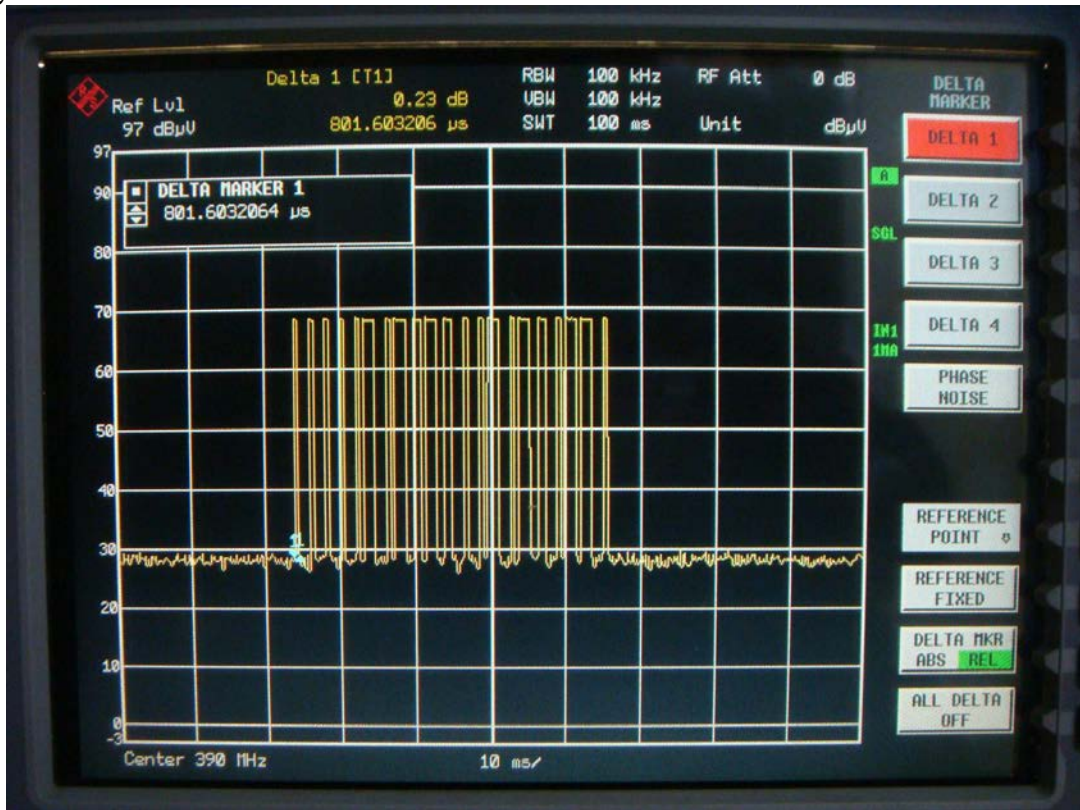 Delta 1 [T1] RBW 100 kHz RF Att 0 dB
Ref Lvl 0.23 dB VBW 100 kHz
97 dBµV 801.603206 µs SWT 100 ms Unit dBµV
97
90
80
70
60
50
40
30
20
10
0
-3
DELTA MARKER 1
801.6032064 µs
1
A
SGL
IN1
1MA
Center 390 MHz 10 ms/
DELTA
MARKER
DELTA 1
DELTA 2
DELTA 3
DELTA 4
PHASE
NOISE
REFERENCE
POINT
REFERENCE
FIXED
DELTA MKR
ABS REL
ALL DELTA
OFF